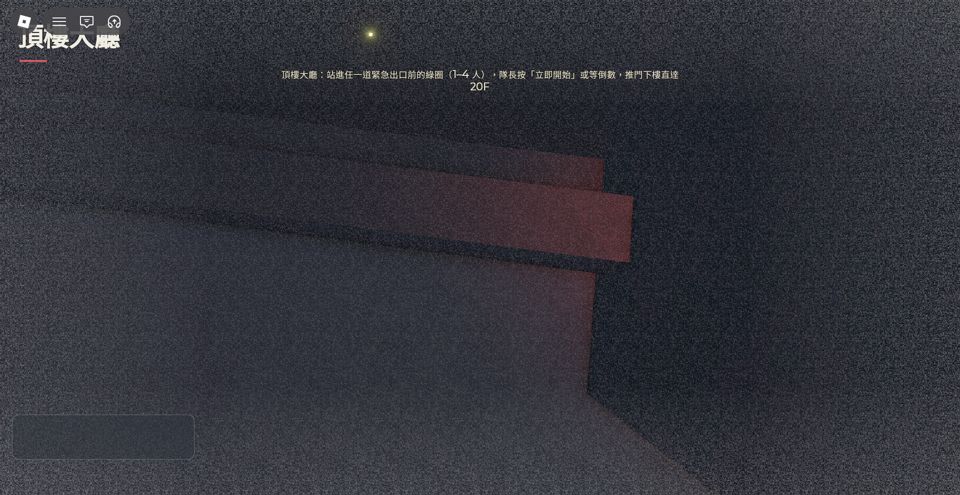 頂樓大廳
頂樓大廳：站進任一道緊急出口前的綠圈（1–4 人），隊長按「立即開始」或等倒數，推門下樓直達
20F